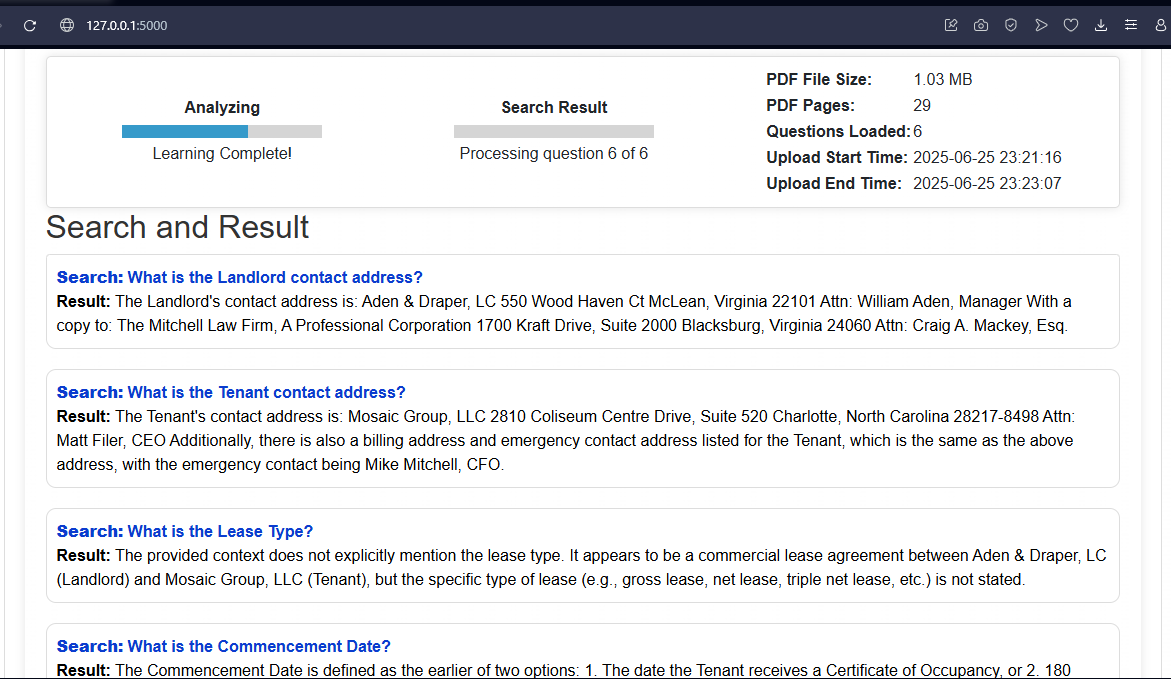 127.0.0.1:5000
Analyzing
Learning Complete!
Search Result
Processing question 6 of 6
PDF File Size: 1.03 MB
PDF Pages: 29
Questions Loaded: 6
Upload Start Time: 2025-06-25 23:21:16
Upload End Time: 2025-06-25 23:23:07
Search and Result
Search: What is the Landlord contact address?
Result: The Landlord's contact address is: Aden & Draper, LC 550 Wood Haven Ct McLean, Virginia 22101 Attn: William Aden, Manager With a
copy to: The Mitchell Law Firm, A Professional Corporation 1700 Kraft Drive, Suite 2000 Blacksburg, Virginia 24060 Attn: Craig A. Mackey, Esq.
Search: What is the Tenant contact address?
Result: The Tenant's contact address is: Mosaic Group, LLC 2810 Coliseum Centre Drive, Suite 520 Charlotte, North Carolina 28217-8498 Attn:
Matt Filer, CEO Additionally, there is also a billing address and emergency contact address listed for the Tenant, which is the same as the above
address, with the emergency contact being Mike Mitchell, CFO.
Search: What is the Lease Type?
Result: The provided context does not explicitly mention the lease type. It appears to be a commercial lease agreement between Aden & Draper, LC
(Landlord) and Mosaic Group, LLC (Tenant), but the specific type of lease (e.g., gross lease, net lease, triple net lease, etc.) is not stated.
Search: What is the Commencement Date?
Result: The Commencement Date is defined as the earlier of two options: 1. The date the Tenant receives a Certificate of Occupancy, or 2. 180